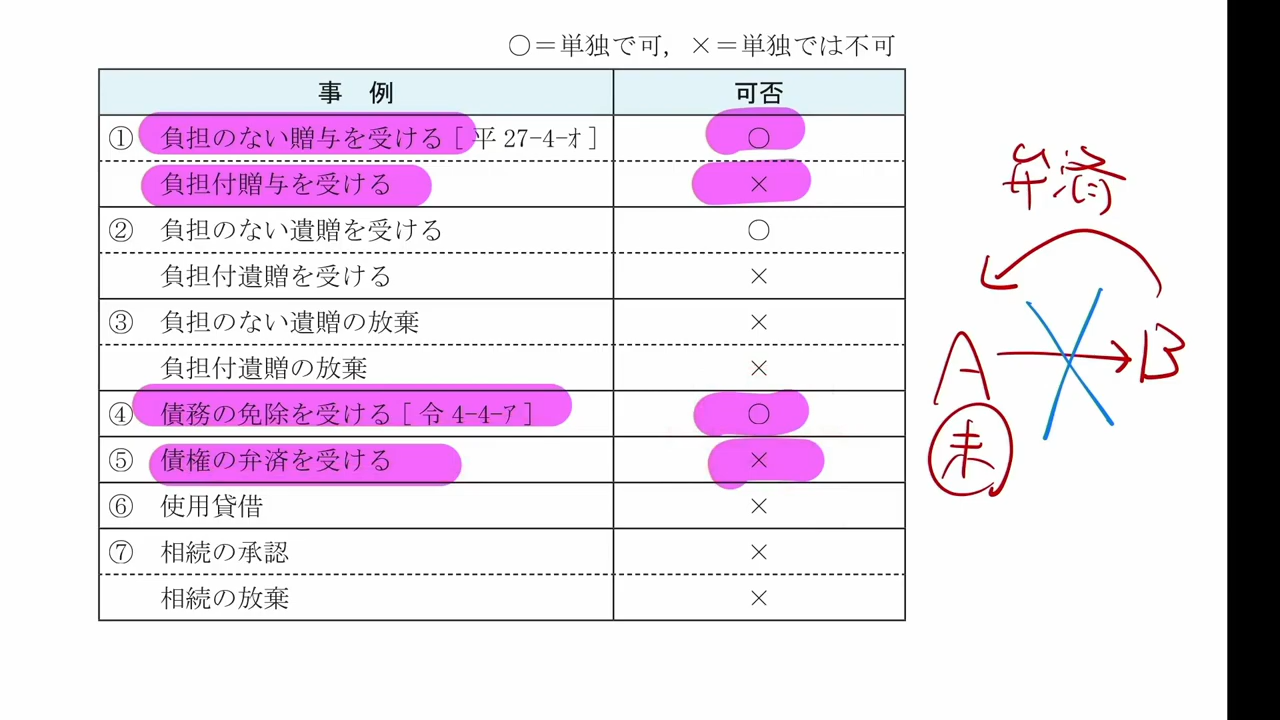 ○＝単独で可，×＝単独では不可
事　例　可否
① 負担のない贈与を受ける［平 27−4−ｵ］ ○
負担付贈与を受ける ×
② 負担のない遺贈を受ける ○
負担付遺贈を受ける ×
③ 負担のない遺贈の放棄 ×
負担付遺贈の放棄 ×
④ 債務の免除を受ける［令 4−4−ｱ］ ○
⑤ 債権の弁済を受ける ×
⑥ 使用貸借 ×
⑦ 相続の承認 ×
相続の放棄 ×
弁済
A B
未